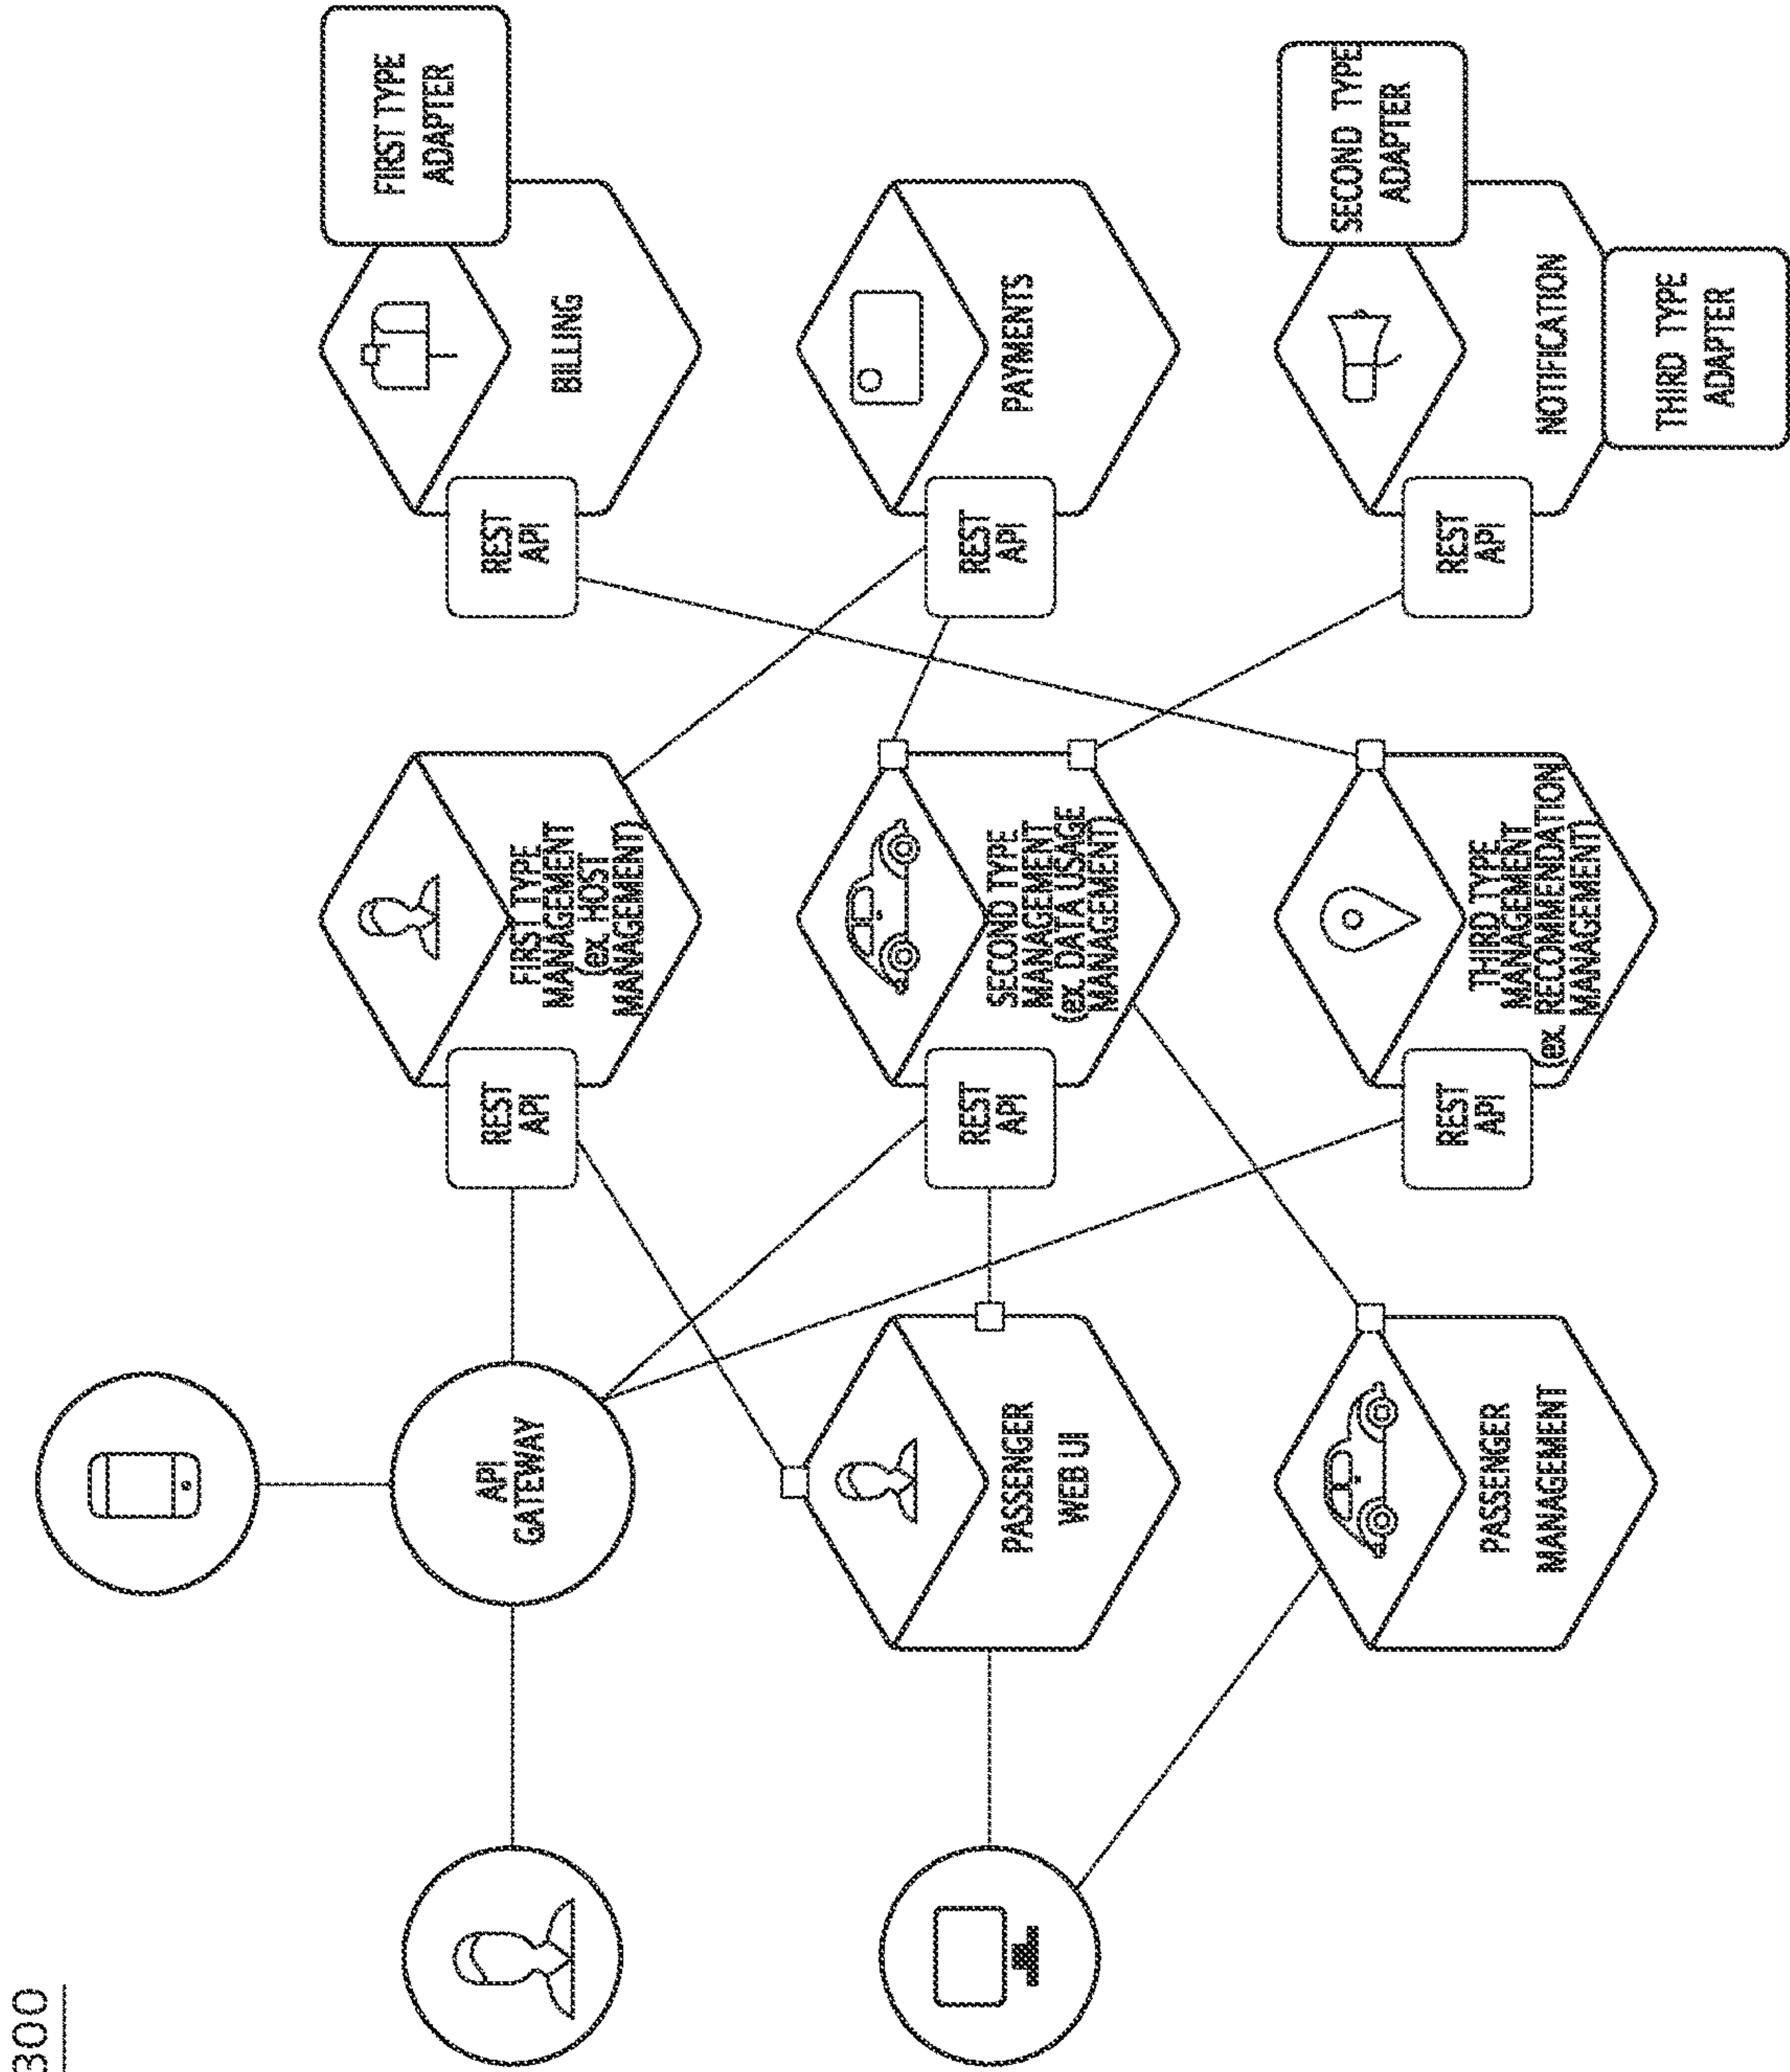 300
API
GATEWAY
REST
API
FIRST TYPE
MANAGEMENT
(ex. HOST
MANAGEMENT)
REST
API
BILLING
FIRST TYPE
ADAPTER
PASSENGER
WEB UI
REST
API
SECOND TYPE
MANAGEMENT
(ex. DATA USAGE
MANAGEMENT)
REST
API
PAYMENTS
PASSENGER
MANAGEMENT
REST
API
THIRD TYPE
MANAGEMENT
(ex. RECOMMENDATION
MANAGEMENT)
REST
API
NOTIFICATION
SECOND TYPE
ADAPTER
THIRD TYPE
ADAPTER